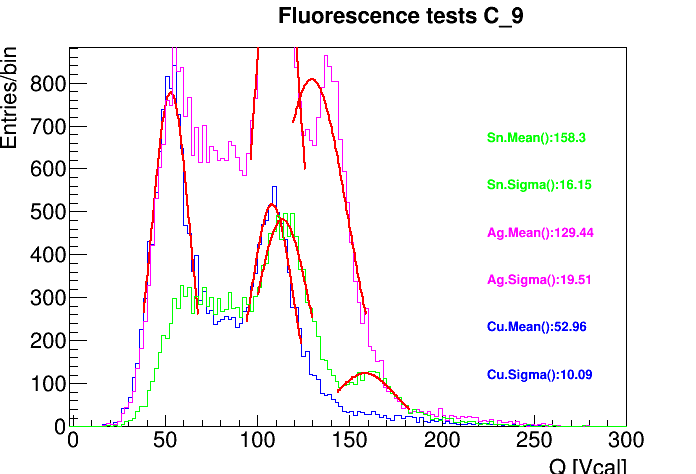 Fluorescence tests C_9
Entries/bin
800
700
600
500
400
300
200
100
0
Sn.Mean():158.3
Sn.Sigma():16.15
Ag.Mean():129.44
Ag.Sigma():19.51
Cu.Mean():52.96
Cu.Sigma():10.09
0 50 100 150 200 250 300
Q [Vcal]